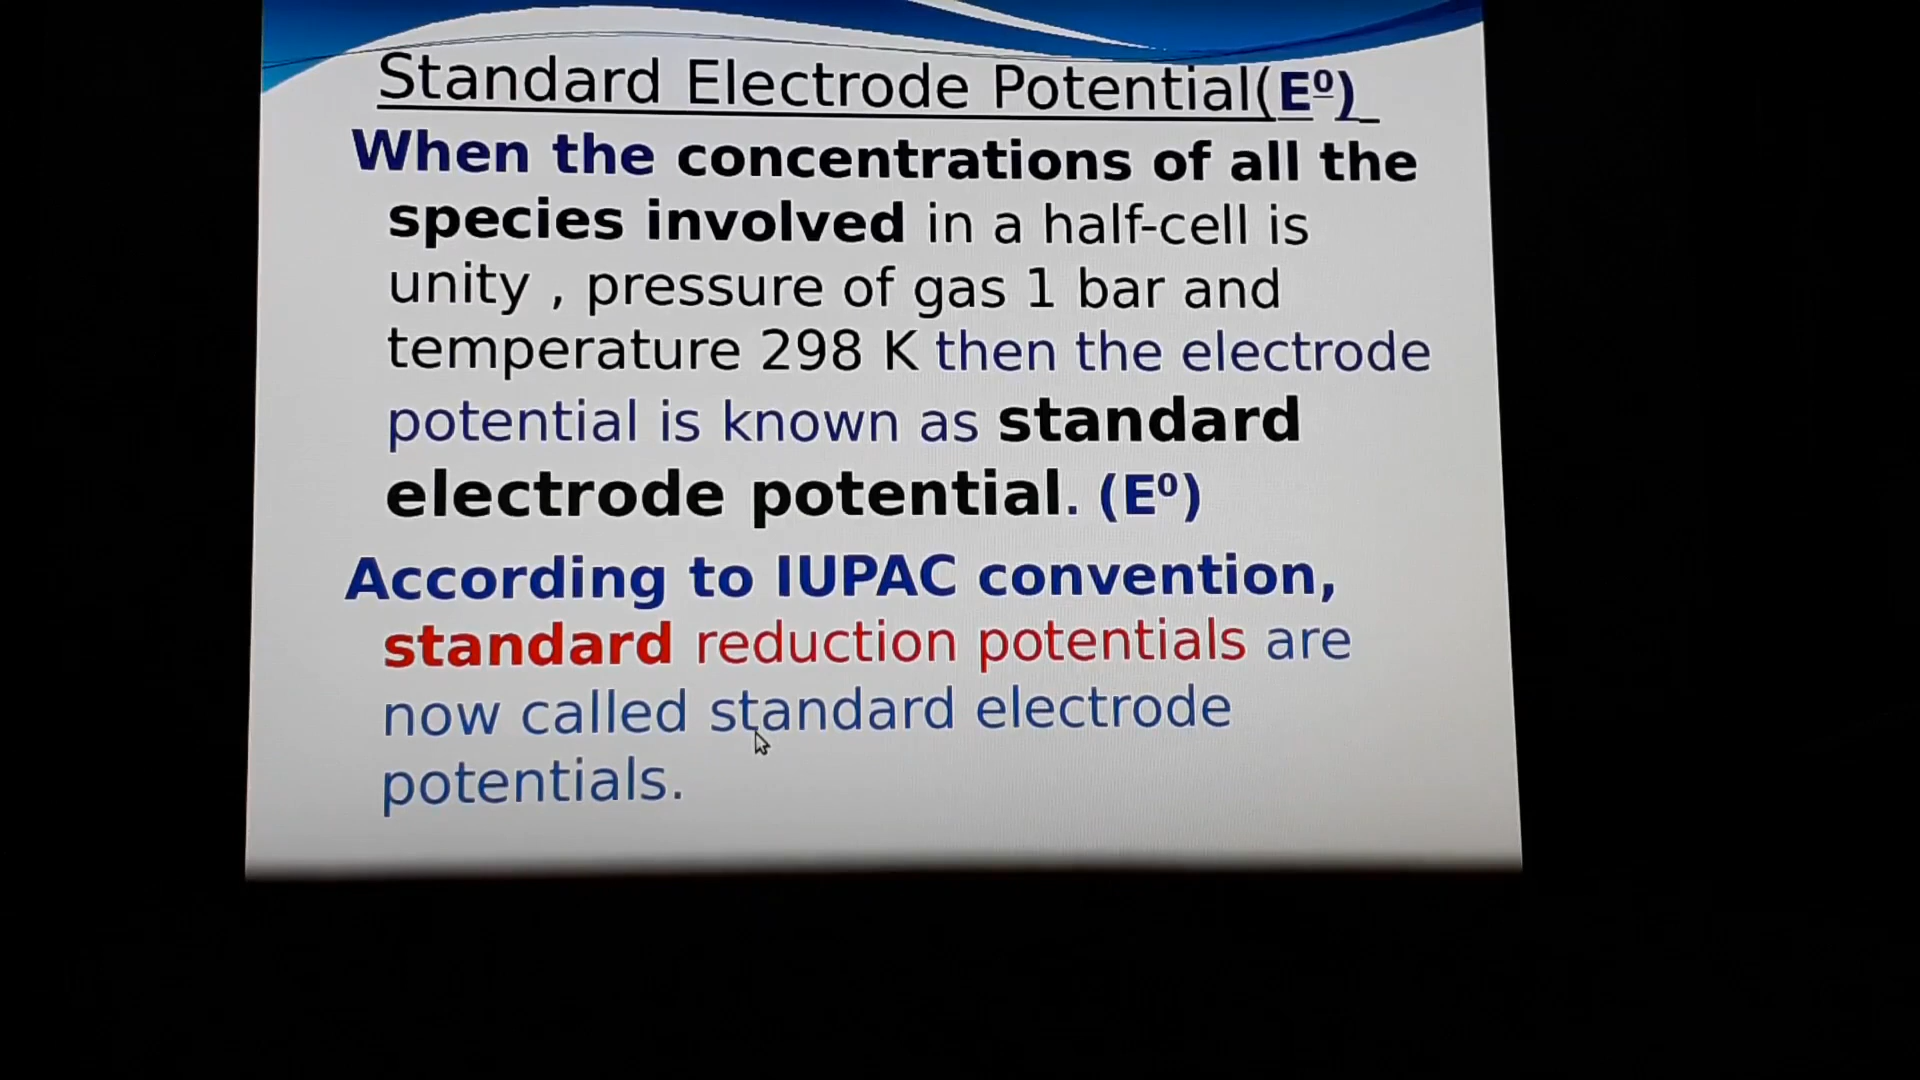 Standard Electrode Potential(E⁰)
When the concentrations of all the
species involved in a half-cell is
unity , pressure of gas 1 bar and
temperature 298 K then the electrode
potential is known as standard
electrode potential. (E⁰)
According to IUPAC convention,
standard reduction potentials are
now called standard electrode
potentials.